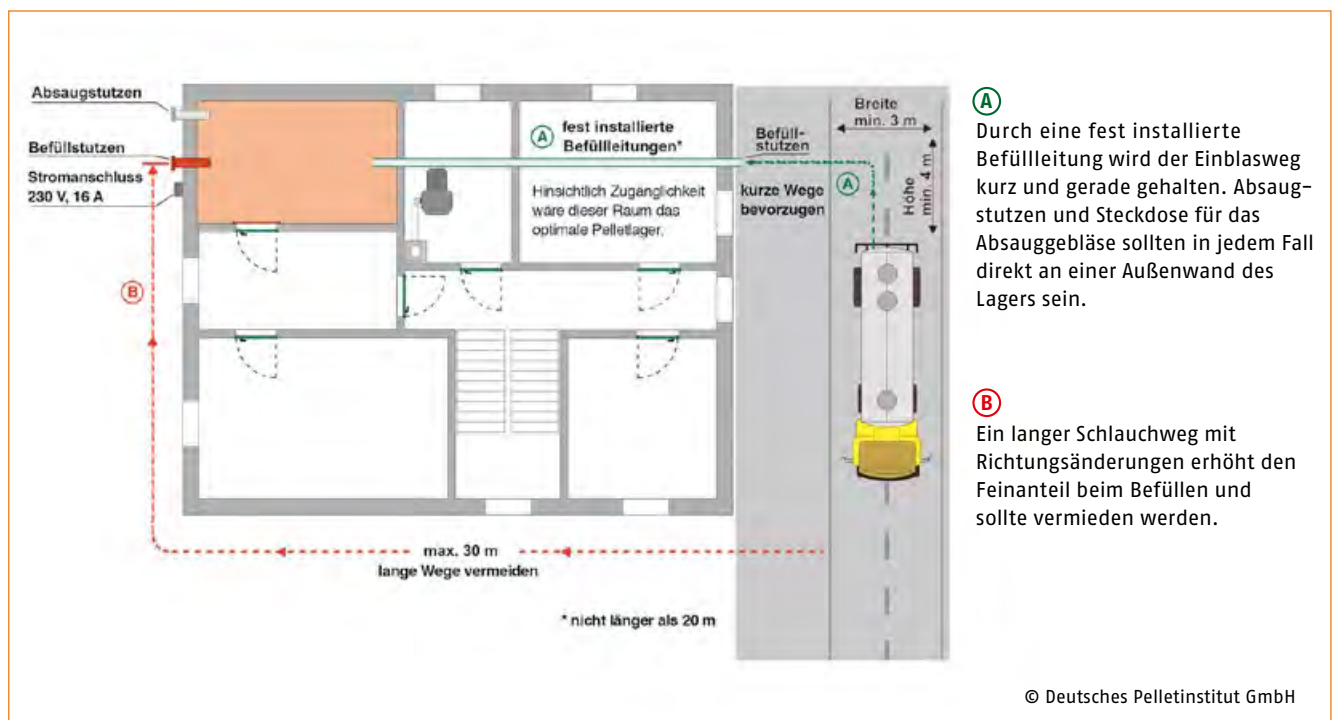 Absaugstutzen
Befüllstutzen
Stromanschluss
230 V, 16 A
A fest installierte
Befüllleitungen*
Hinsichtlich Zugänglichkeit
wäre dieser Raum das
optimale Pelletlager.
Befüll-
stutzen
kurze Wege
bevorzugen
A
Breite
min. 3 m
Höhe
min. 4 m
B
max. 30 m
lange Wege vermeiden
* nicht länger als 20 m
A
Durch eine fest installierte
Befüllleitung wird der Einblasweg
kurz und gerade gehalten. Absaug-
stutzen und Steckdose für das
Absauggebläse sollten in jedem Fall
direkt an einer Außenwand des
Lagers sein.
B
Ein langer Schlauchweg mit
Richtungsänderungen erhöht den
Feinanteil beim Befüllen und
sollte vermieden werden.
© Deutsches Pelletinstitut GmbH